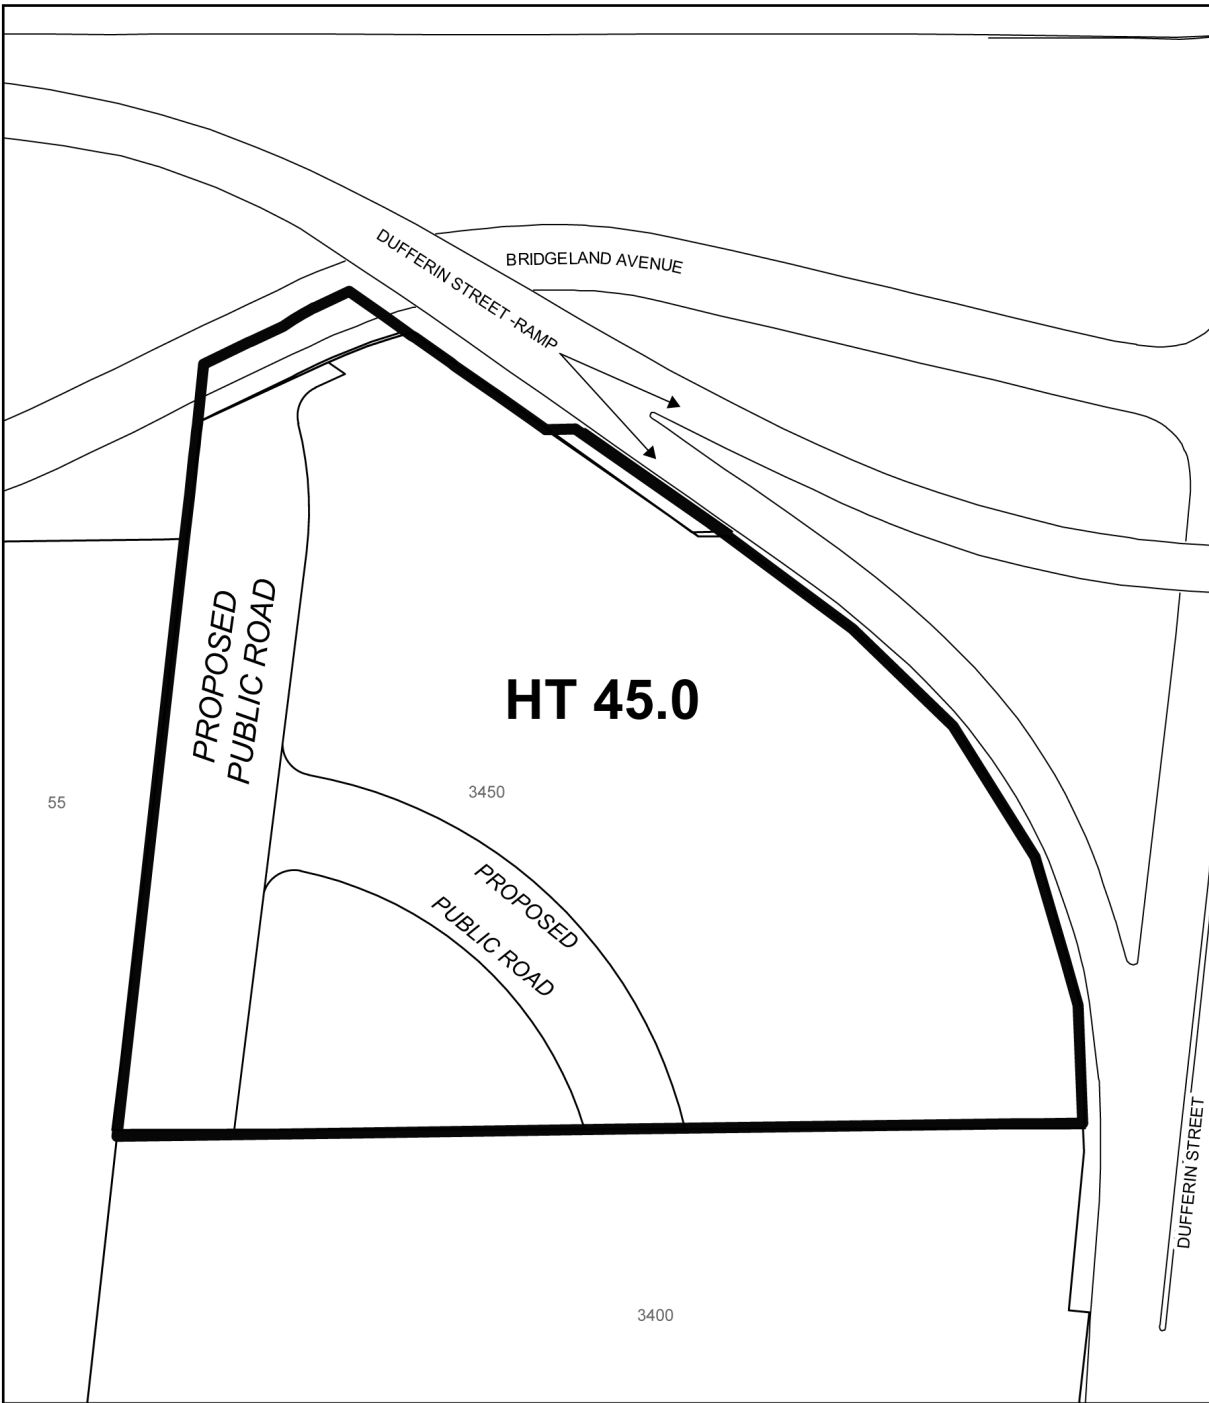 BRIDGELAND AVENUE
DUFFERIN STREET -RAMP
PROPOSED
PUBLIC ROAD
HT 45.0
3450
55
PROPOSED
PUBLIC ROAD
DUFFERIN STREET
3400